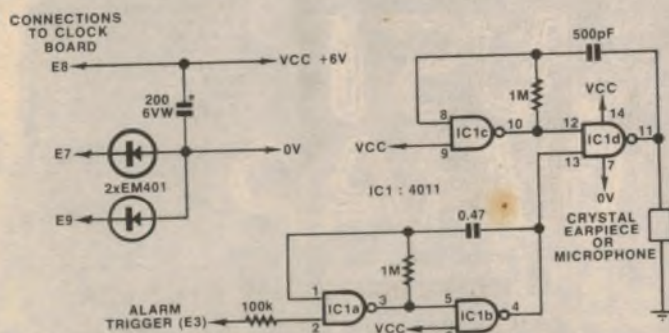 CONNECTIONS
TO CLOCK
BOARD
E8
VCC +6V
200
6VW
+
E7
0V
2xEM401
E9
500pF
1M
VCC
8
IC1c
10
12
14
IC1d
11
VCC
9
13
7
0V
IC1 : 4011
0.47
CRYSTAL
EARPIECE
OR
MICROPHONE
1M
1
IC1a
3
5
IC1b
4
ALARM
TRIGGER (E3)
100k
2
VCC